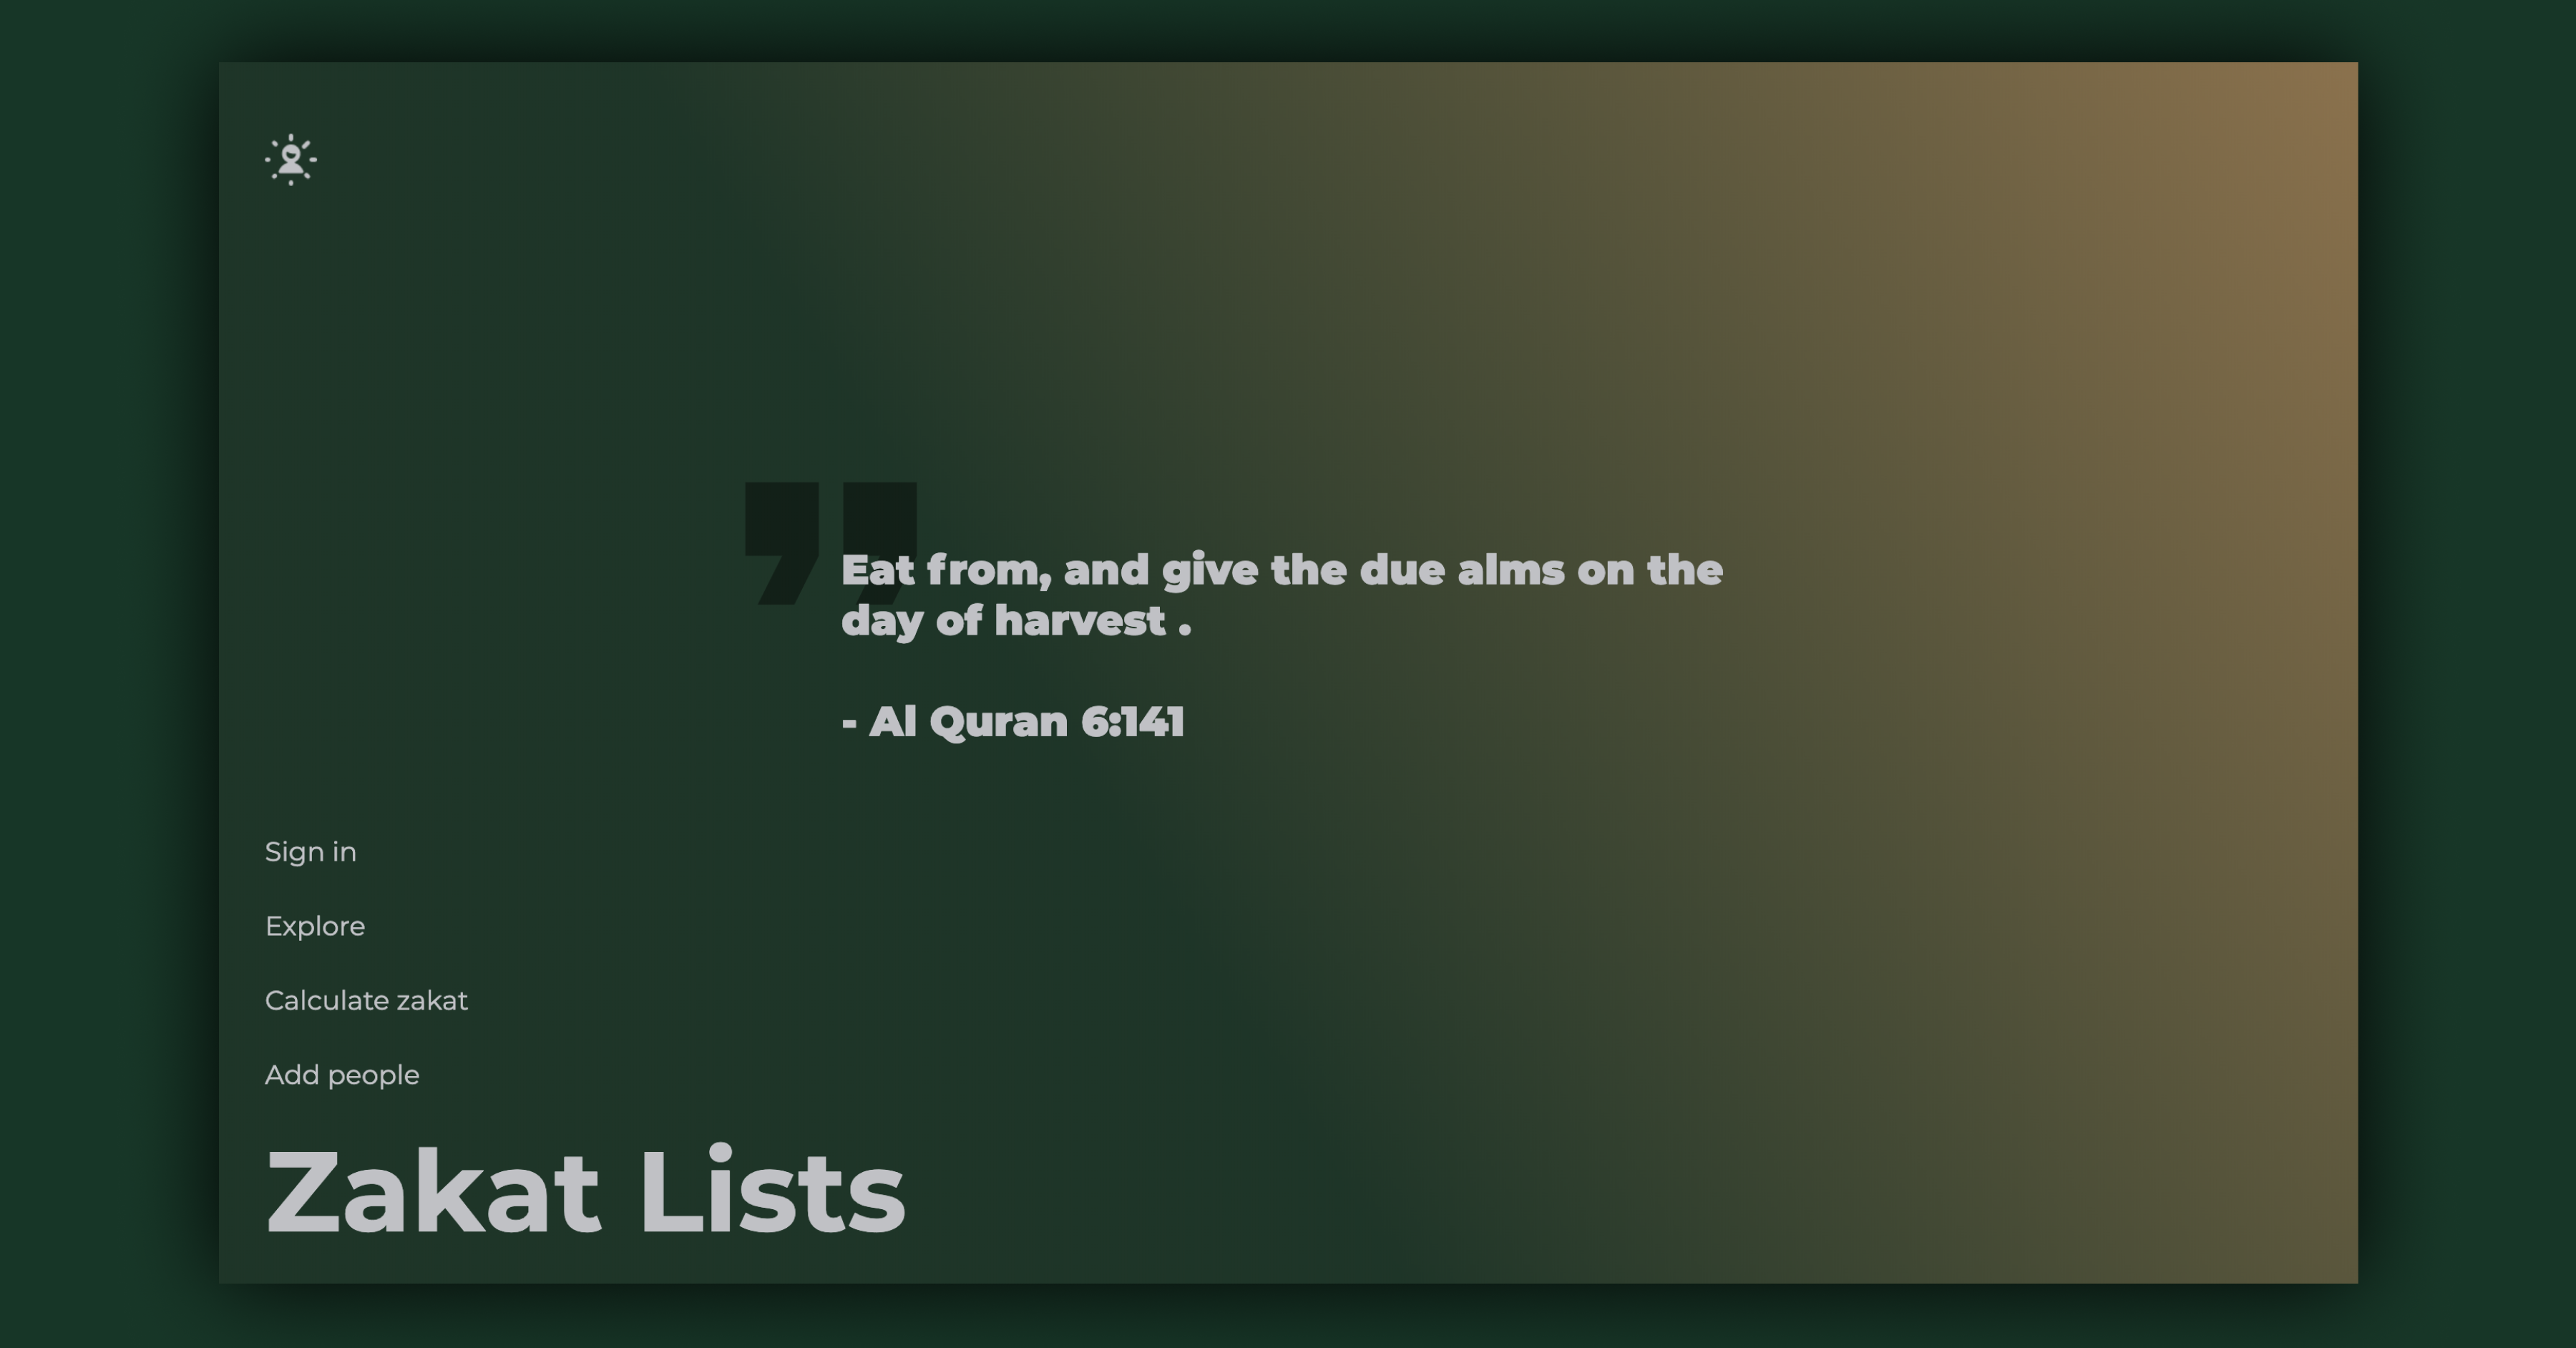 ”
Eat from, and give the due alms on the
day of harvest .
- Al Quran 6:141
Sign in
Explore
Calculate zakat
Add people
Zakat Lists